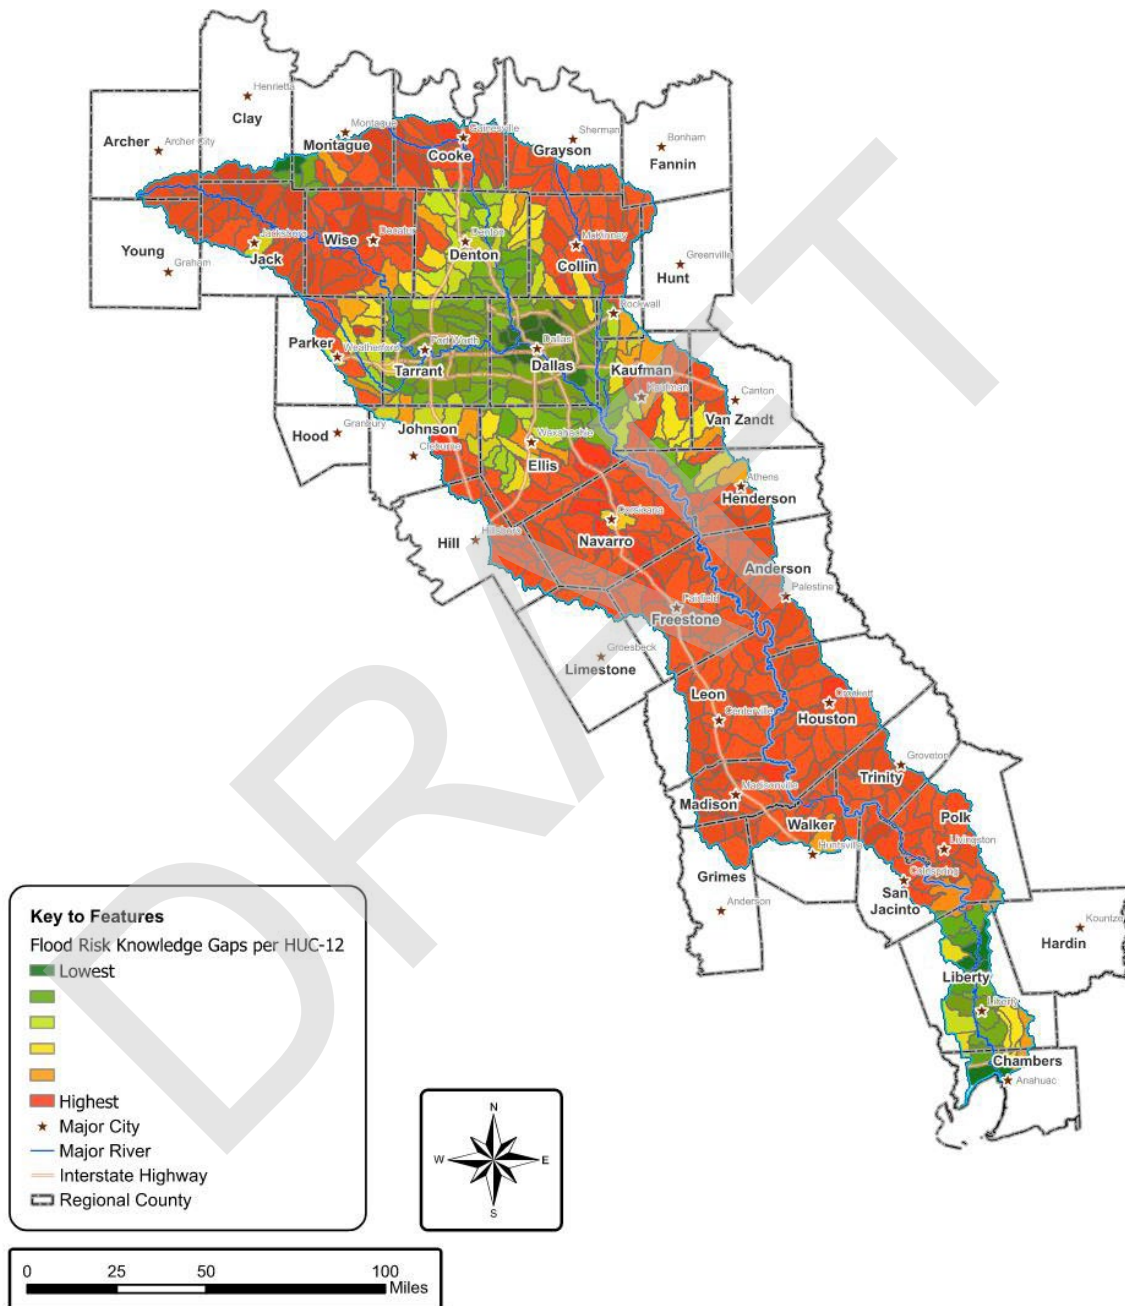 Henrietta
Clay
Archer
Archer City
Montague
Montague
Gainesville
Cooke
Sherman
Grayson
Bonham
Fannin
Young
Graham
Jacksboro
Jack
Wise
Decatur
Denton
Denton
McKinney
Collin
Greenville
Hunt
Rockwall
Parker
Weatherford
Fort Worth
Tarrant
Dallas
Dallas
Kaufman
Kaufman
Canton
Van Zandt
Hood
Granbury
Johnson
Cleburne
Waxahachie
Ellis
Athens
Henderson
Hill
Hillsboro
Corsicana
Navarro
Anderson
Palestine
Fairfield
Freestone
Groesbeck
Limestone
Leon
Centerville
Crockett
Houston
Groveton
Trinity
Madison
Madisonville
Walker
Huntsville
Polk
Livingston
Coldspring
San
Jacinto
Grimes
Anderson
Kountze
Hardin
Liberty
Liberty
Chambers
Anahuac
DRAFT
Key to Features
Flood Risk Knowledge Gaps per HUC-12
Lowest
Highest
Major City
Major River
Interstate Highway
Regional County
N
W E
S
0 25 50 100
Miles